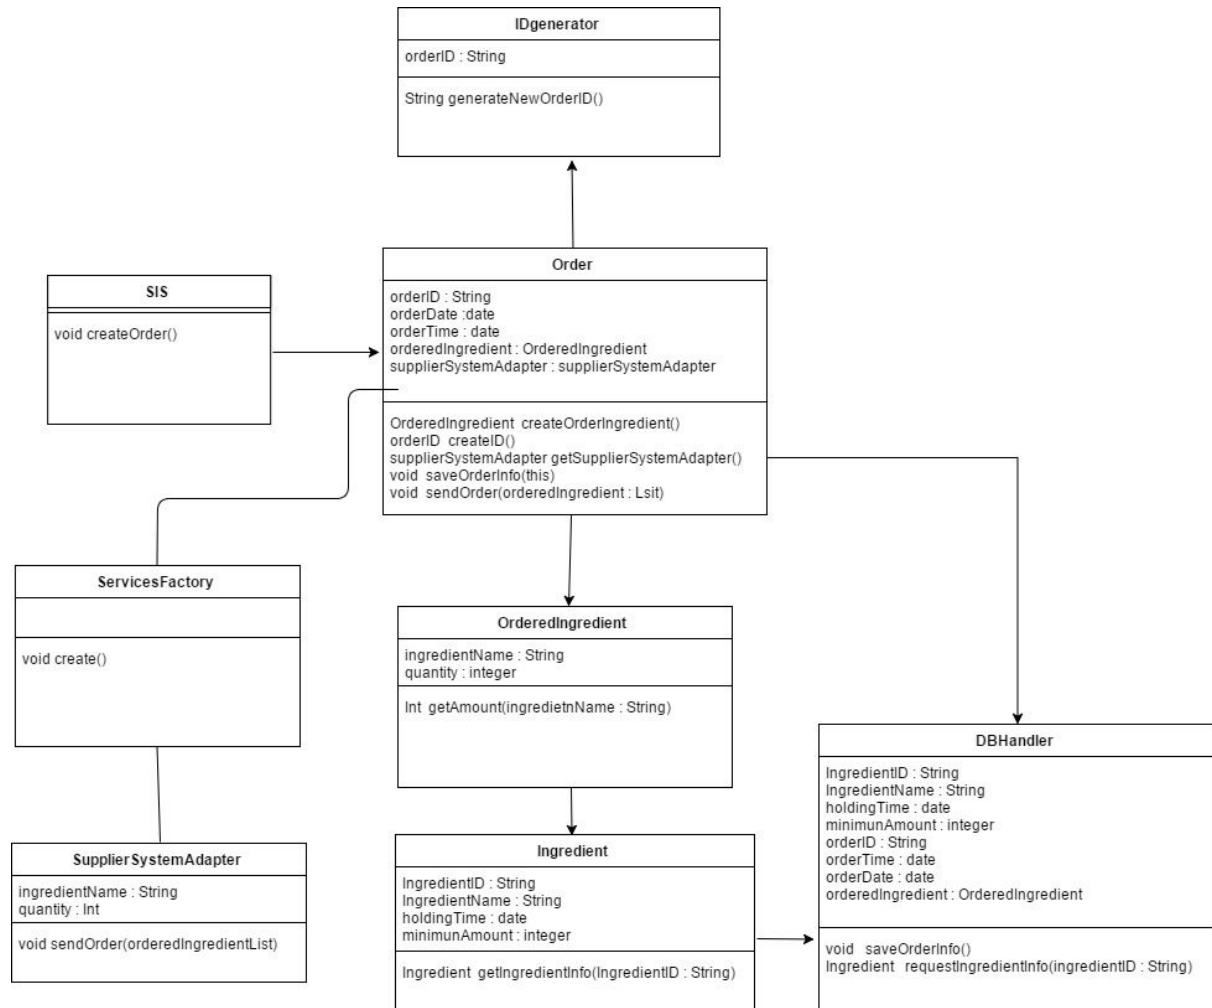 IDgenerator
orderID : String
String generateNewOrderID()
Order
orderID : String
orderDate :date
orderTime : date
orderedIngredient : OrderedIngredient
supplierSystemAdapter : supplierSystemAdapter
OrderedIngredient createOrderIngredient()
orderID createID()
supplierSystemAdapter getSupplierSystemAdapter()
void saveOrderInfo(this)
void sendOrder(orderedIngredient : Lsit)
SIS
void createOrder()
ServicesFactory
void create()
OrderedIngredient
ingredientName : String
quantity : integer
Int getAmount(ingredietnName : String)
DBHandler
IngredientID : String
IngredientName : String
holdingTime : date
minimunAmount : integer
orderID : String
orderTime : date
orderDate : date
orderedIngredient : OrderedIngredient
void saveOrderInfo()
Ingredient requestIngredientInfo(ingredientID : String)
SupplierSystemAdapter
ingredientName : String
quantity : Int
void sendOrder(orderedIngredientList)
Ingredient
IngredientID : String
IngredientName : String
holdingTime : date
minimunAmount : integer
Ingredient getIngredientInfo(IngredientID : String)